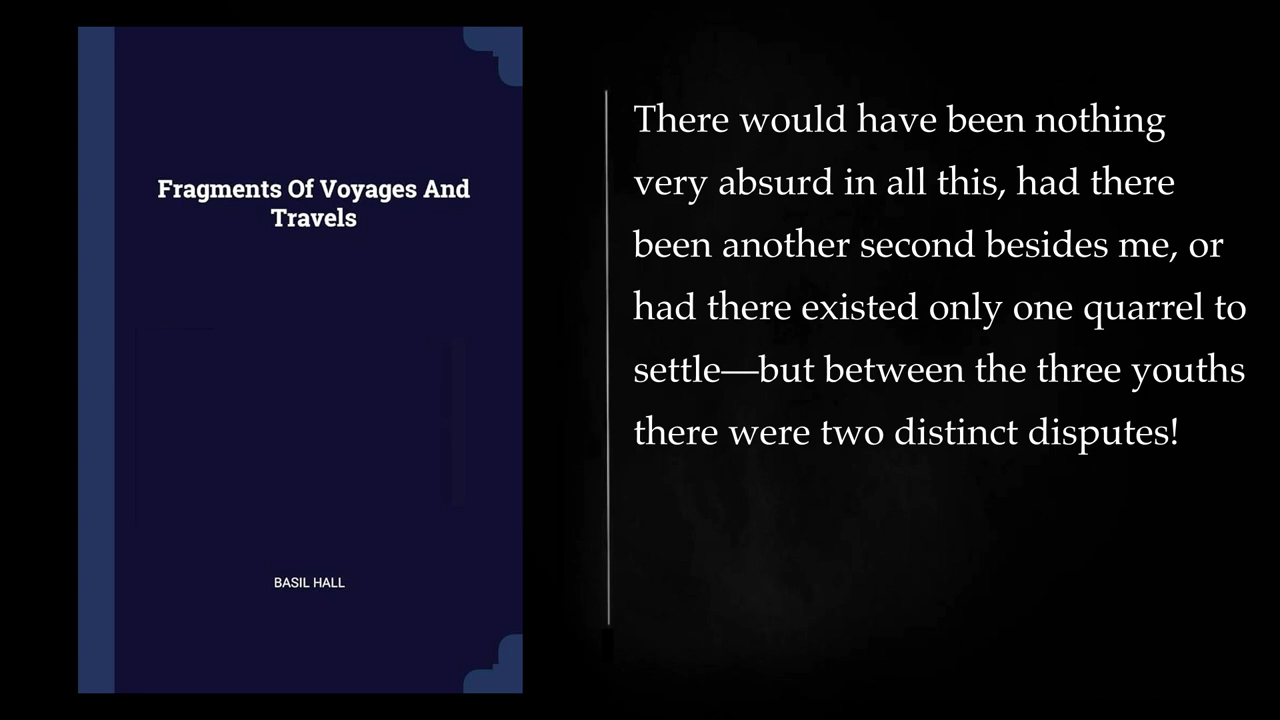 Fragments Of Voyages And
Travels
BASIL HALL
There would have been nothing
very absurd in all this, had there
been another second besides me, or
had there existed only one quarrel to
settle—but between the three youths
there were two distinct disputes!